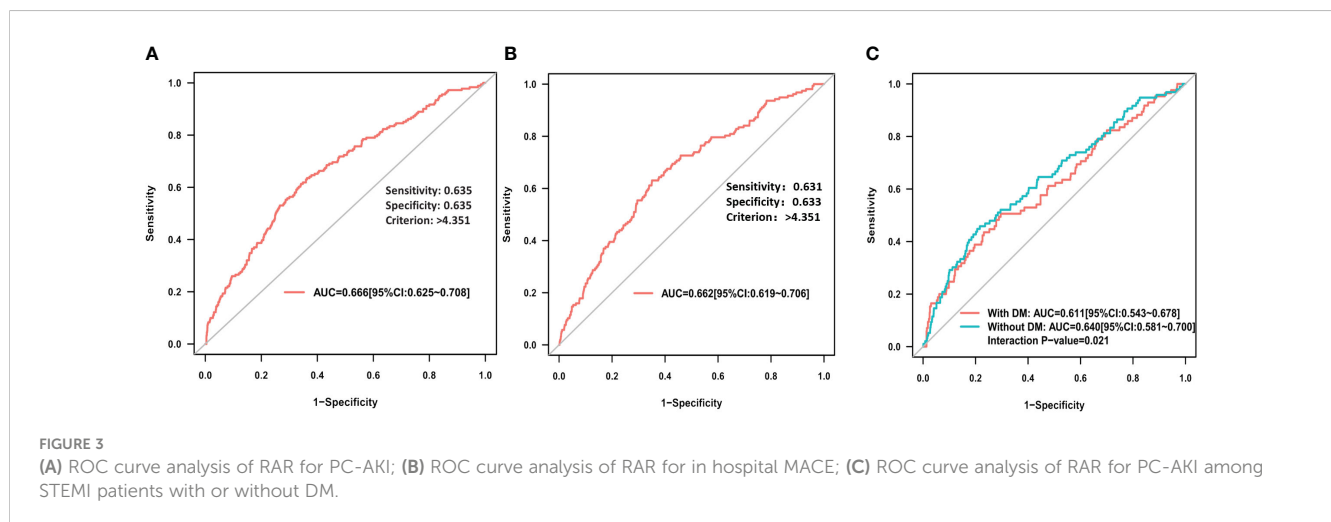 A
Sensitivity
1.0
0.8
0.6
0.4
0.2
0.0
Sensitivity: 0.635
Specificity: 0.635
Criterion: >4.351
AUC=0.666[95%CI:0.625~0.708]
0.0 0.2 0.4 0.6 0.8 1.0
1−Specificity
B
Sensitivity
1.0
0.8
0.6
0.4
0.2
0.0
Sensitivity: 0.631
Specificity: 0.633
Criterion: >4.351
AUC=0.662[95%CI:0.619~0.706]
0.0 0.2 0.4 0.6 0.8 1.0
1−Specificity
C
Sensitivity
1.0
0.8
0.6
0.4
0.2
0.0
With DM: AUC=0.611[95%CI:0.543~0.678]
Without DM: AUC=0.640[95%CI:0.581~0.700]
Interaction P−value=0.021
0.0 0.2 0.4 0.6 0.8 1.0
1−Specificity
FIGURE 3
(A) ROC curve analysis of RAR for PC-AKI; (B) ROC curve analysis of RAR for in hospital MACE; (C) ROC curve analysis of RAR for PC-AKI among
STEMI patients with or without DM.